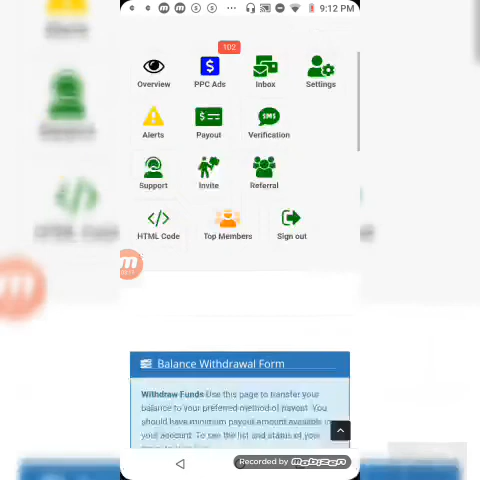 9:12 PM
102
Overview
PPC Ads
Inbox
Settings
Alerts
Payout
SMS
Verification
Support
Invite
Referral
HTML Code
Top Members
Sign out
Balance Withdrawal Form
Withdraw Funds Use this page to transfer your
balance to your preferred method of payout. You
should have minimum payout amount available in
your account. To see the list and status of your
Recorded by mobizen